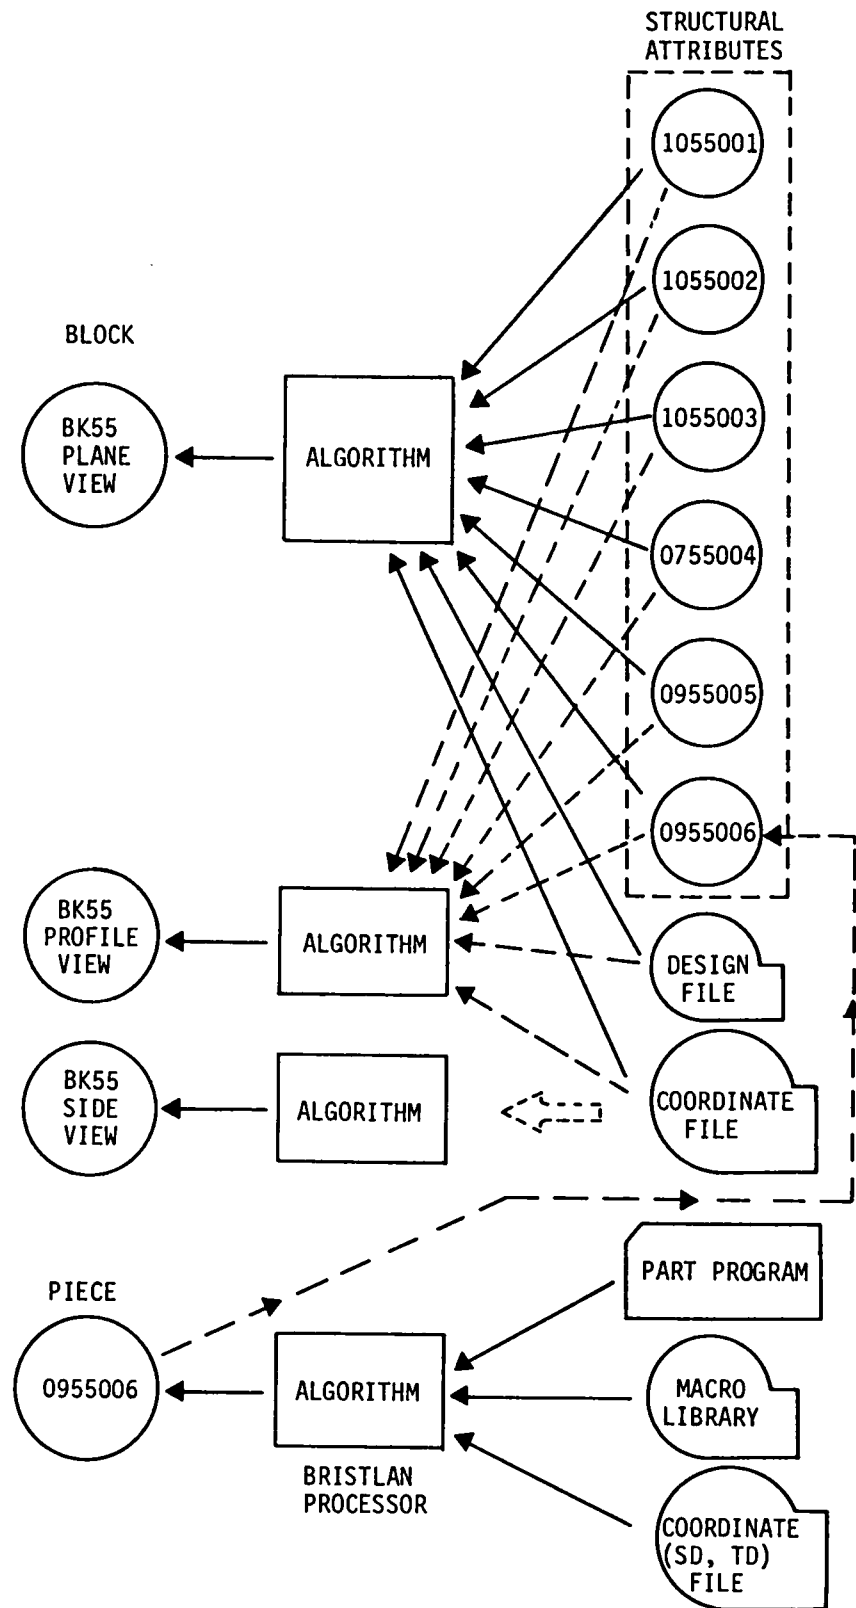 STRUCTURAL
ATTRIBUTES
1055001
1055002
BLOCK
1055003
BK55
PLANE
VIEW
ALGORITHM
0755004
0955005
0955006
BK55
PROFILE
VIEW
ALGORITHM
DESIGN
FILE
BK55
SIDE
VIEW
ALGORITHM
COORDINATE
FILE
PART PROGRAM
PIECE
0955006
ALGORITHM
MACRO
LIBRARY
BRISTLAN
PROCESSOR
COORDINATE
(SD, TD)
FILE